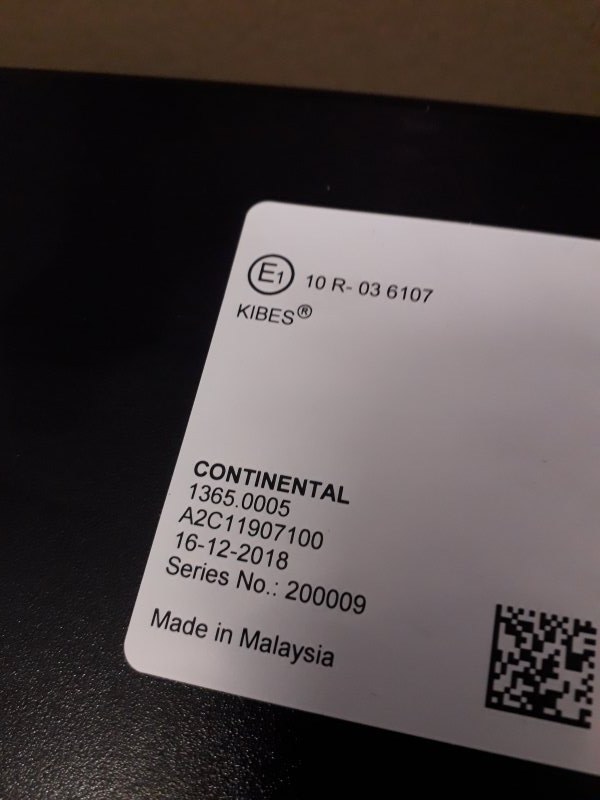 E1 10 R- 03 6107
KIBES®
CONTINENTAL
1365.0005
A2C11907100
16-12-2018
Series No.: 200009
Made in Malaysia